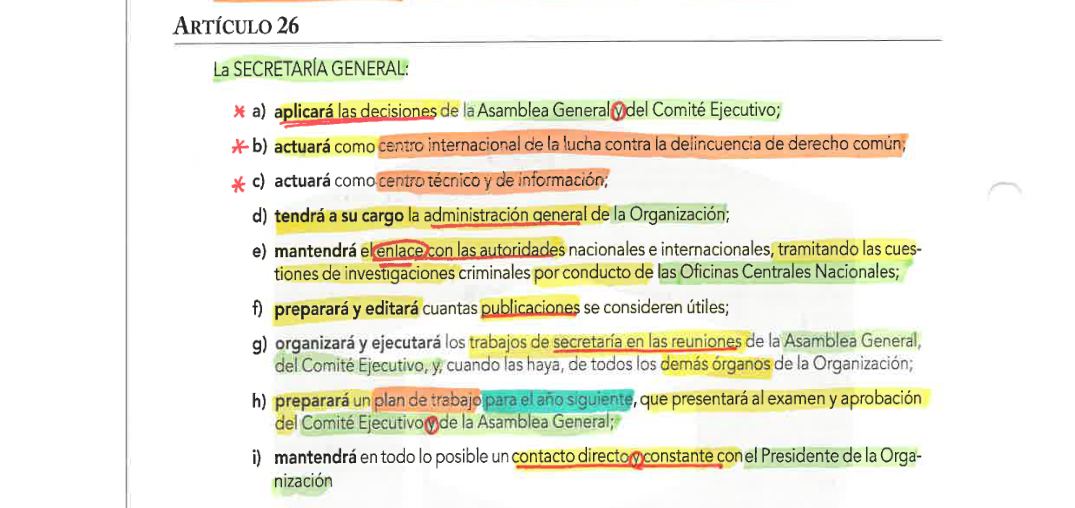 ARTÍCULO 26
La SECRETARÍA GENERAL:
* a) aplicará las decisiones de la Asamblea General y del Comité Ejecutivo;
* b) actuará como centro internacional de la lucha contra la delincuencia de derecho común;
* c) actuará como centro técnico y de información;
d) tendrá a su cargo la administración general de la Organización;
e) mantendrá el enlace con las autoridades nacionales e internacionales, tramitando las cues-
tiones de investigaciones criminales por conducto de las Oficinas Centrales Nacionales;
f) preparará y editará cuantas publicaciones se consideren útiles;
g) organizará y ejecutará los trabajos de secretaría en las reuniones de la Asamblea General,
del Comité Ejecutivo, y, cuando las haya, de todos los demás órganos de la Organización;
h) preparará un plan de trabajo para el año siguiente, que presentará al examen y aprobación
del Comité Ejecutivo y de la Asamblea General;
i) mantendrá en todo lo posible un contacto directo y constante con el Presidente de la Orga-
nización